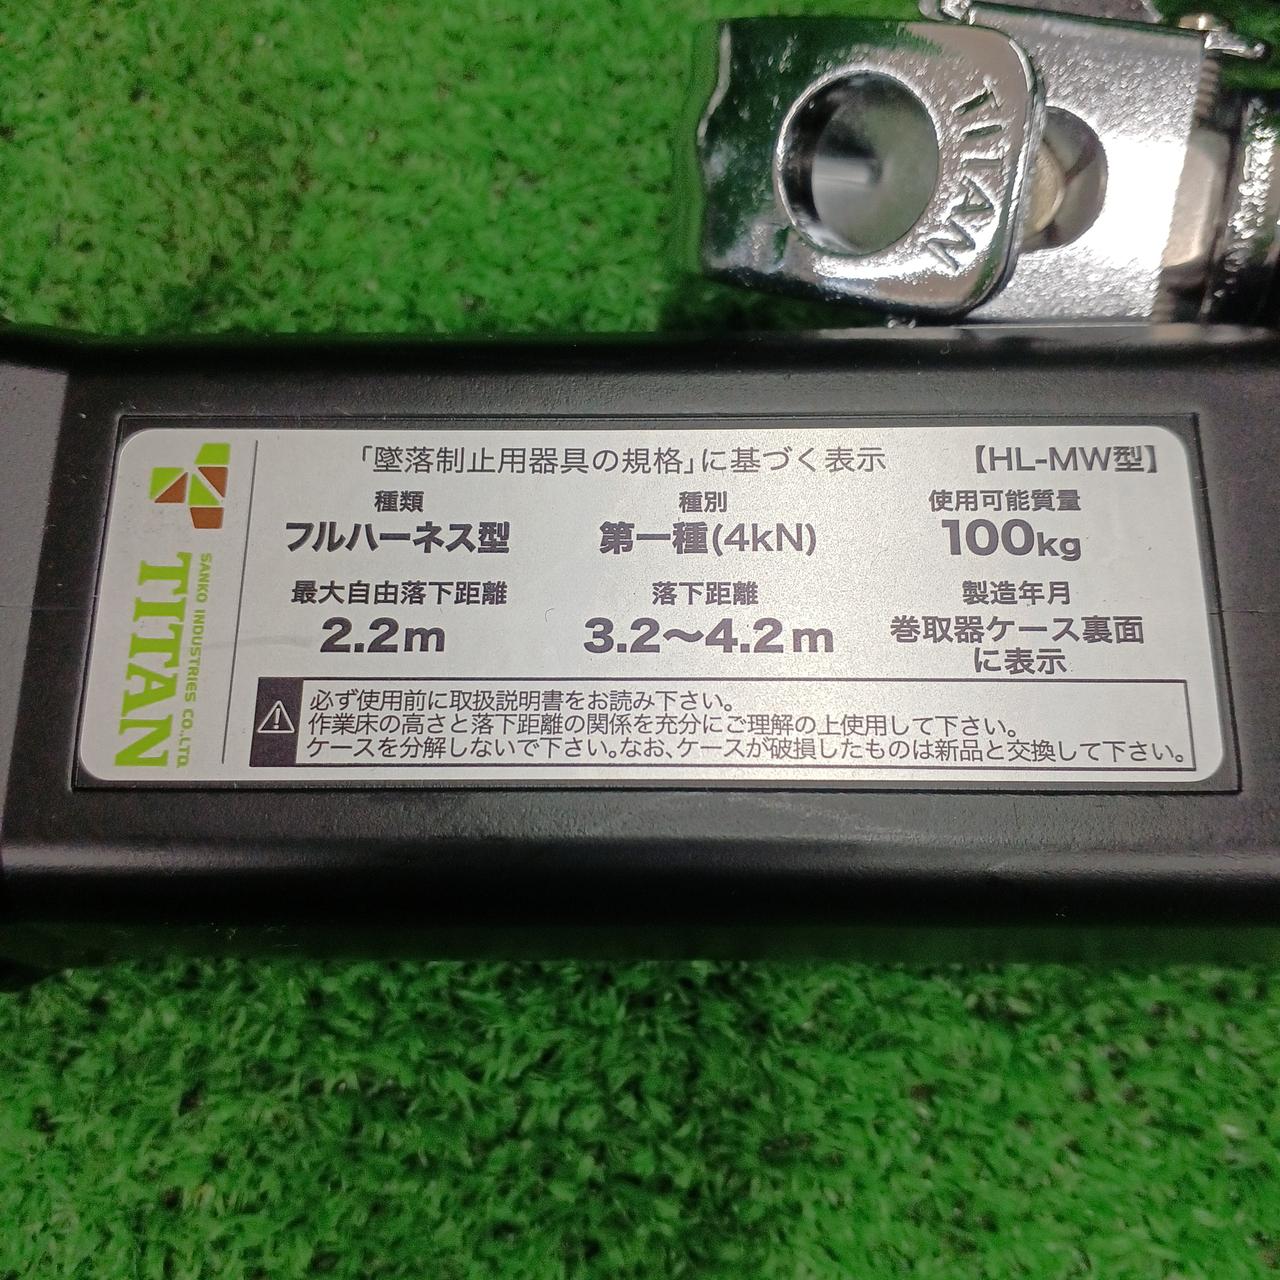 TITAN
「墜落制止用器具の規格」に基づく表示 【HL-MW型】
種類 種別 使用可能質量
フルハーネス型 第一種(4kN) 100kg
最大自由落下距離 落下距離 製造年月
2.2m 3.2〜4.2m 巻取器ケース裏面
に表示
必ず使用前に取扱説明書をお読み下さい。
作業床の高さと落下距離の関係を充分にご理解の上使用して下さい。
ケースを分解しないで下さい。なお、ケースが破損したものは新品と交換して下さい。
SANKO INDUSTRIES CO.,LTD.
TITAN